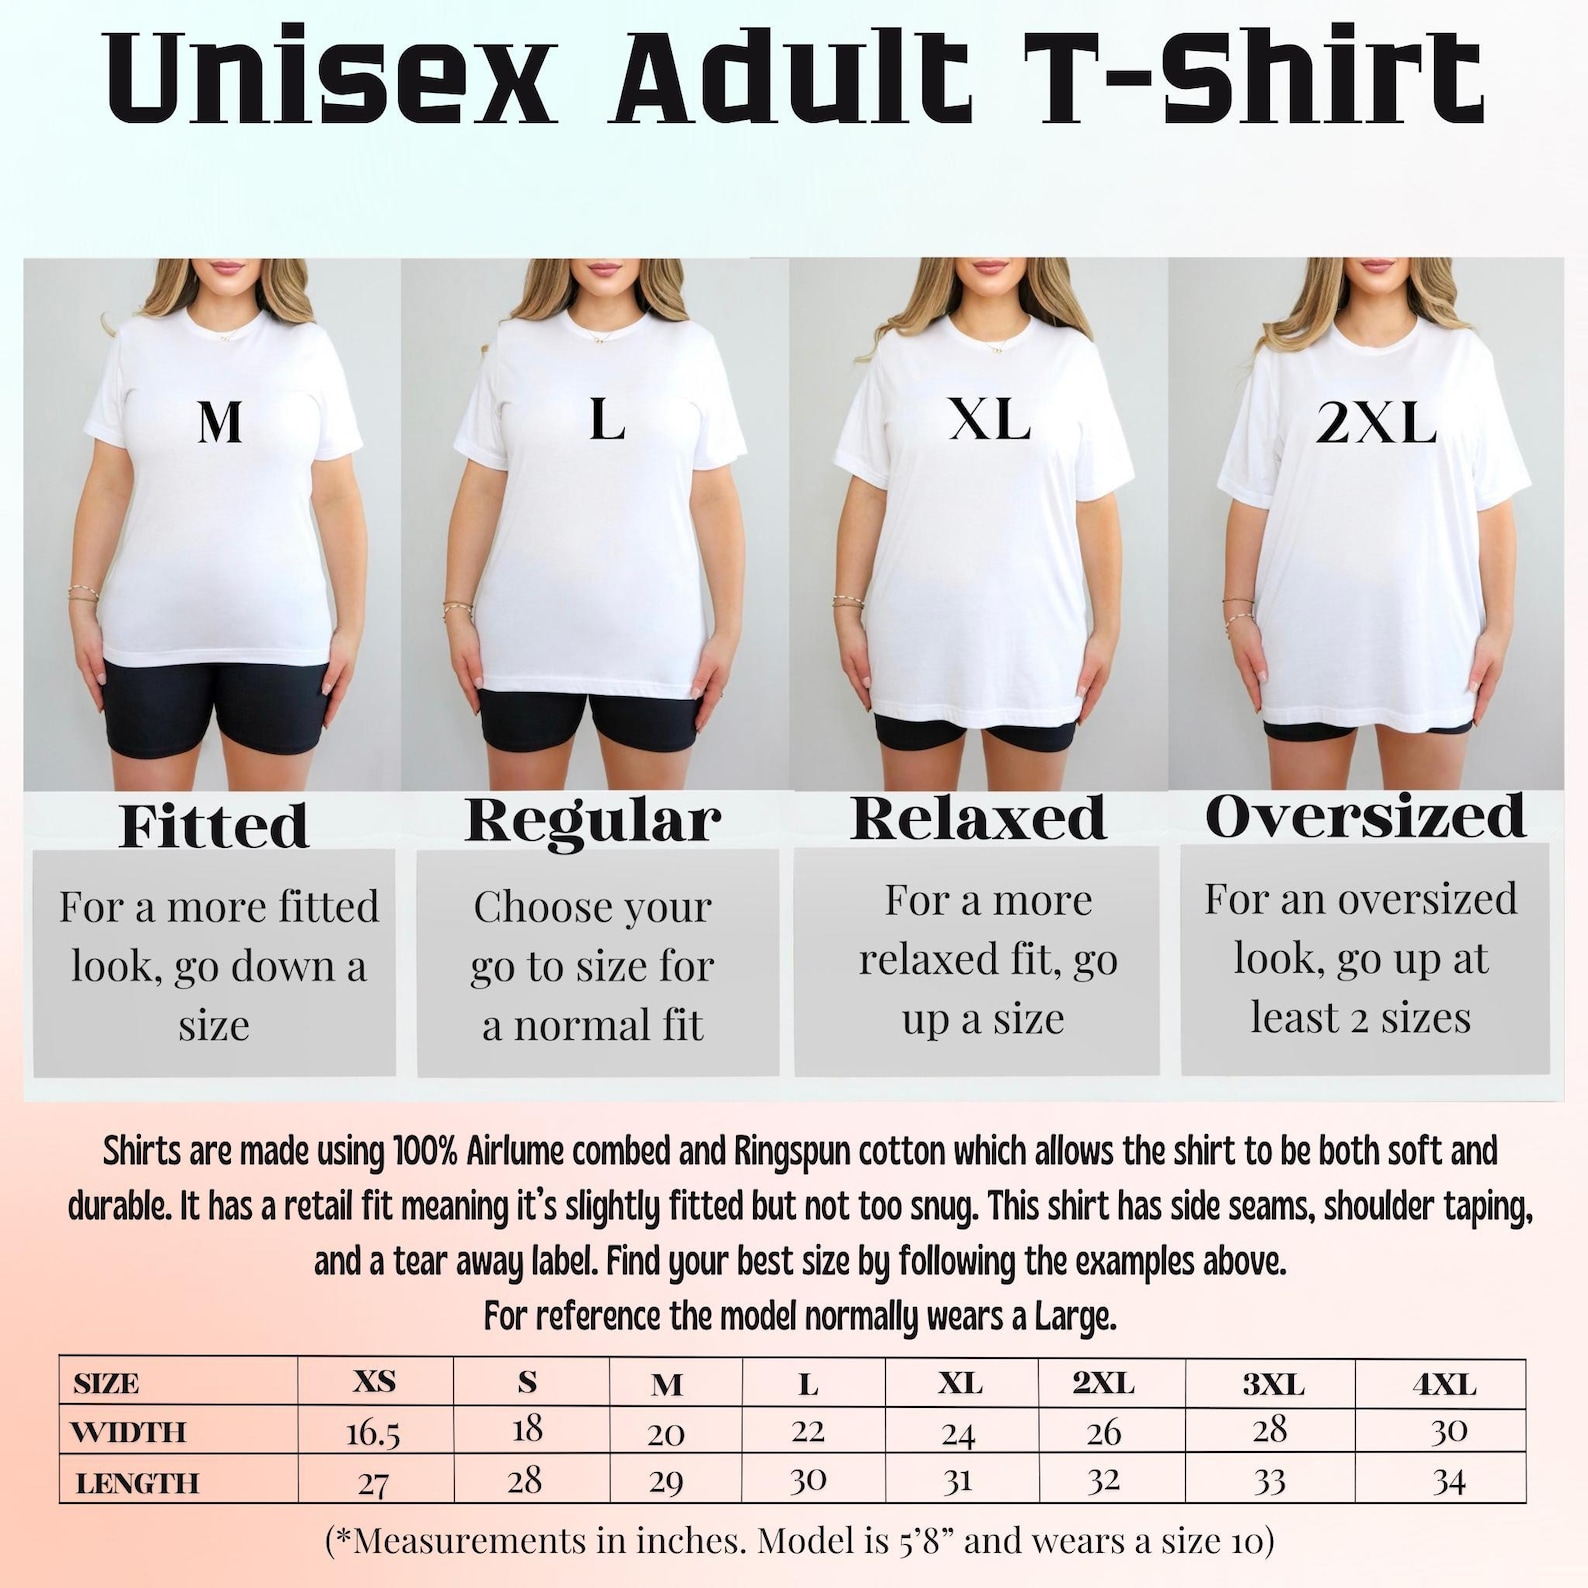 Unisex Adult T-Shirt
M
L
XL
2XL
Fitted
For a more fitted
look, go down a
size
Regular
Choose your
go to size for
a normal fit
Relaxed
For a more
relaxed fit, go
up a size
Oversized
For an oversized
look, go up at
least 2 sizes
Shirts are made using 100% Airlume combed and Ringspun cotton which allows the shirt to be both soft and
durable. It has a retail fit meaning it's slightly fitted but not too snug. This shirt has side seams, shoulder taping,
and a tear away label. Find your best size by following the examples above.
For reference the model normally wears a Large.
SIZE XS S M L XL 2XL 3XL 4XL
WIDTH 16.5 18 20 22 24 26 28 30
LENGTH 27 28 29 30 31 32 33 34
(*Measurements in inches. Model is 5’8” and wears a size 10)